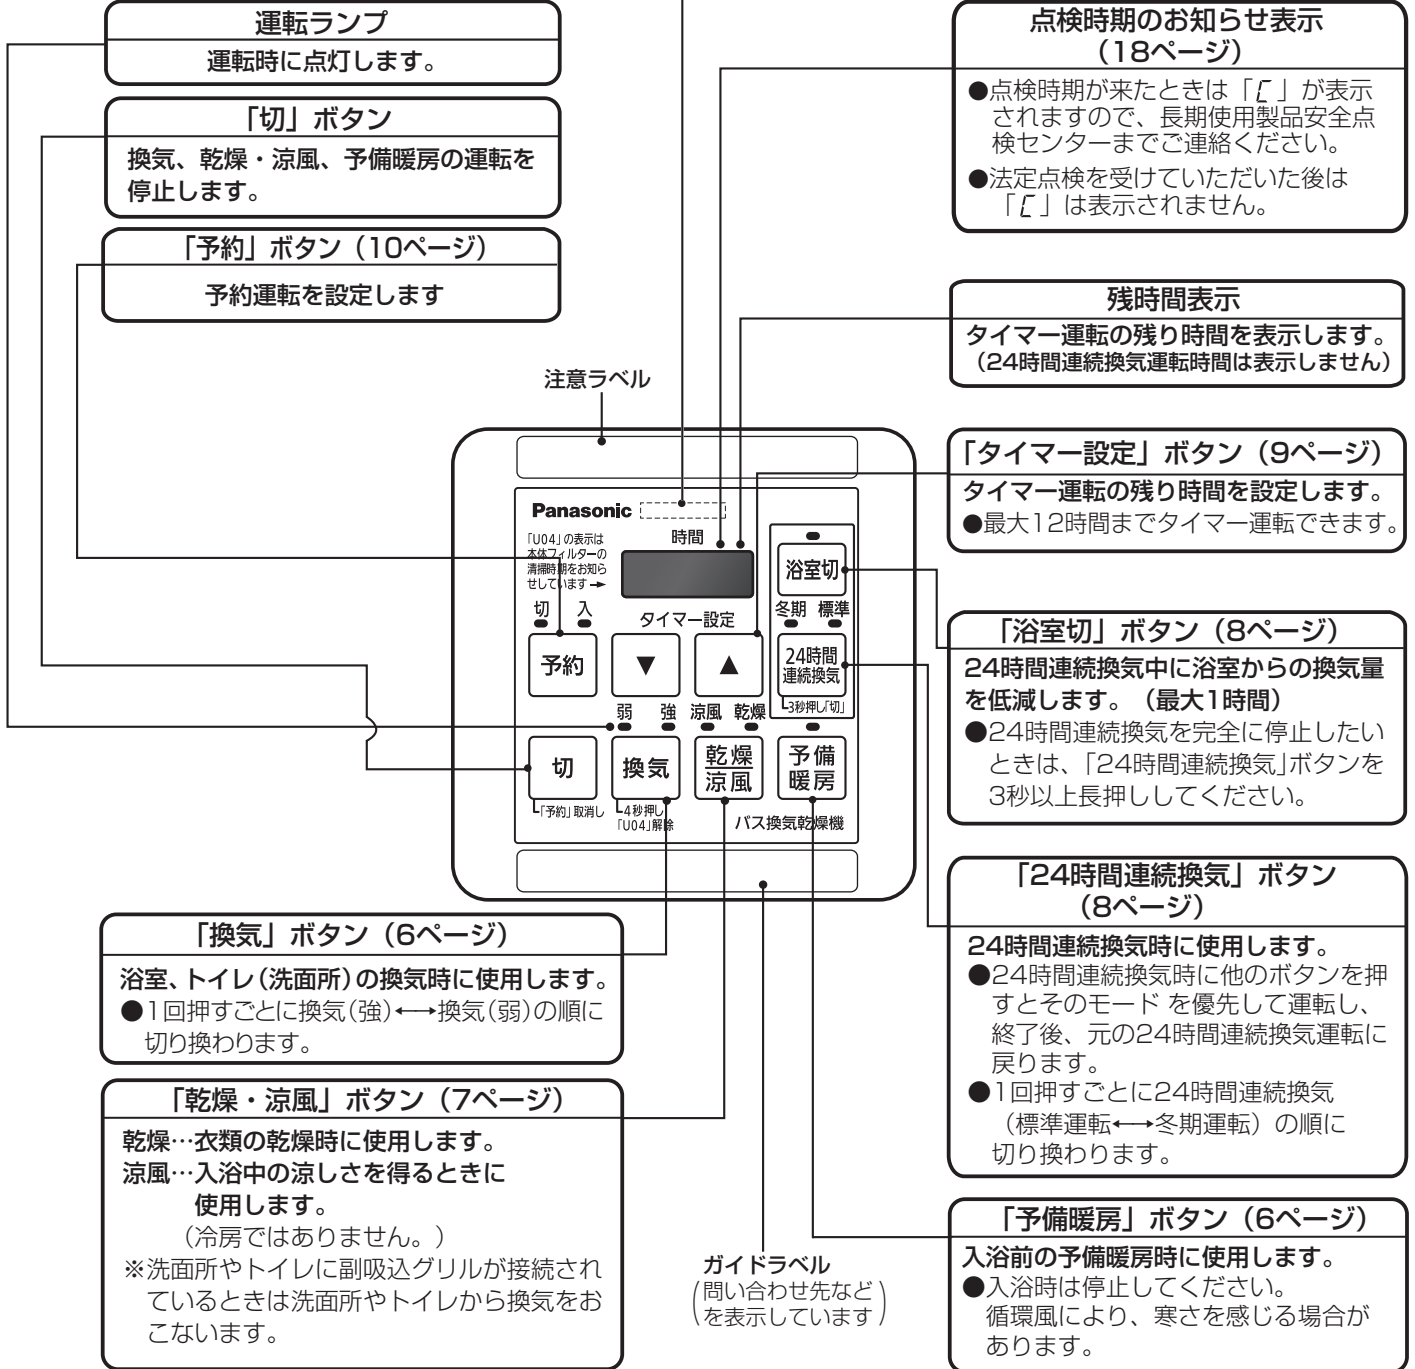 運転ランプ
運転時に点灯します。
「切」ボタン
換気、乾燥・涼風、予備暖房の運転を
停止します。
「予約」ボタン（10ページ）
予約運転を設定します
点検時期のお知らせ表示
（18ページ）
●点検時期が来たときは「[」が表示
されますので、長期使用製品安全点
検センターまでご連絡ください。
●法定点検を受けていただいた後は
「[」は表示されません。
残時間表示
タイマー運転の残り時間を表示します。
（24時間連続換気運転時間は表示しません）
「タイマー設定」ボタン（9ページ）
タイマー運転の残り時間を設定します。
●最大12時間までタイマー運転できます。
「浴室切」ボタン（8ページ）
24時間連続換気中に浴室からの換気量
を低減します。（最大1時間）
●24時間連続換気を完全に停止したい
ときは、「24時間連続換気」ボタンを
3秒以上長押ししてください。
「24時間連続換気」ボタン
（8ページ）
24時間連続換気時に使用します。
●24時間連続換気時に他のボタンを押
すとそのモード を優先して運転し、
終了後、元の24時間連続換気運転に
戻ります。
●1回押すごとに24時間連続換気
（標準運転←→冬期運転）の順に
切り換わります。
「予備暖房」ボタン（6ページ）
入浴前の予備暖房時に使用します。
●入浴時は停止してください。
循環風により、寒さを感じる場合が
あります。
注意ラベル
Panasonic
「U04」の表示は
本体フィルターの
清掃時期をお知ら
せしています→
時間
浴室切
切 入
タイマー設定
冬期 標準
予約
▼
▲
24時間
連続換気
3秒押し「切」
弱 強 涼風 乾燥
切
換気
乾燥
涼風
予備
暖房
「予約」取消し
4秒押し
「U04」解除
バス換気乾燥機
「換気」ボタン（6ページ）
浴室、トイレ（洗面所）の換気時に使用します。
●1回押すごとに換気（強）←→換気（弱）の順に
切り換わります。
「乾燥・涼風」ボタン（7ページ）
乾燥…衣類の乾燥時に使用します。
涼風…入浴中の涼しさを得るときに
使用します。
（冷房ではありません。）
※洗面所やトイレに副吸込グリルが接続され
ているときは洗面所やトイレから換気をお
こないます。
ガイドラベル
（問い合わせ先など
を表示しています）